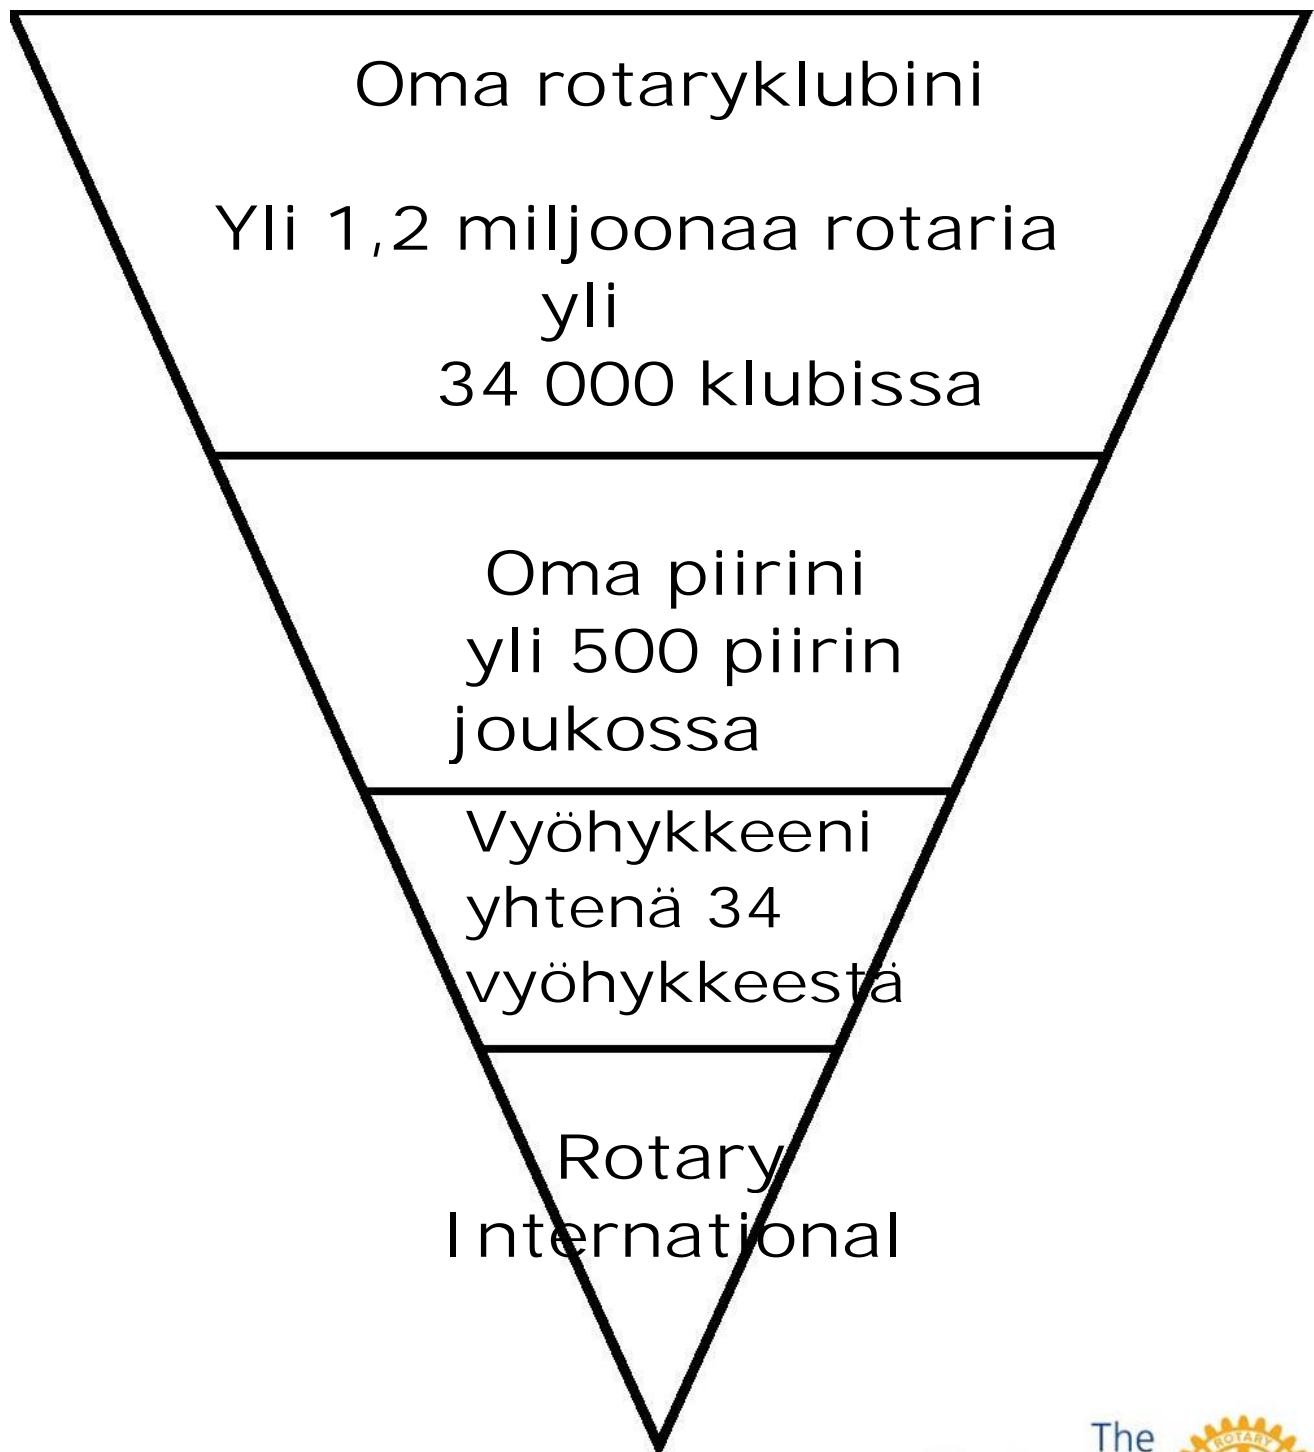 Oma rotaryklubini
Yli 1,2 miljoonaa rotaria
yli
34 000 klubissa
Oma piirini
yli 500 piirin
joukossa
Vyöhykkeeni
yhtenä 34
vyöhykkeestä
Rotary
International
The
ROTARY